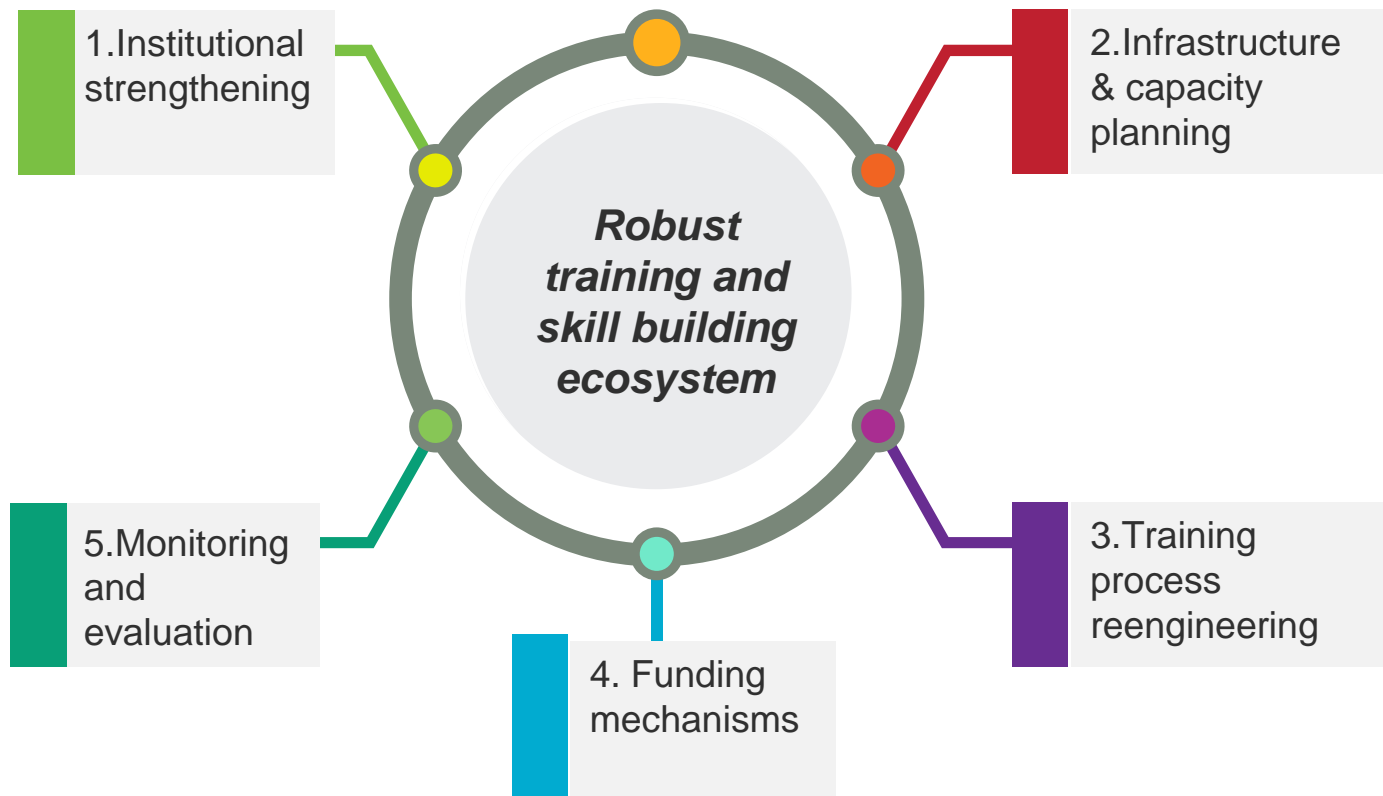 1.Institutional
strengthening
2.Infrastructure
& capacity
planning
Robust
training and
skill building
ecosystem
3.Training
process
reengineering
4. Funding
mechanisms
5.Monitoring
and
evaluation